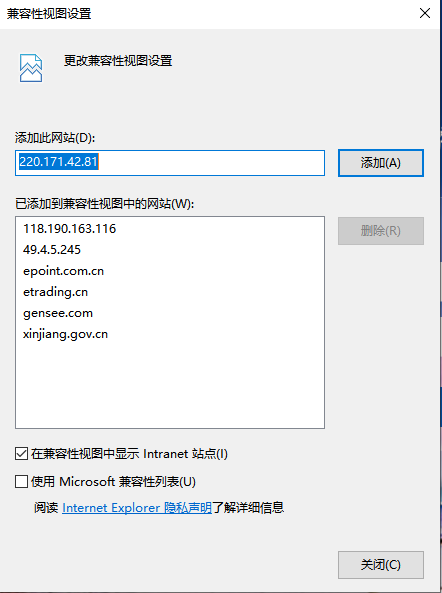 兼容性视图设置
更改兼容性视图设置
添加此网站(D):
220.171.42.81
添加(A)
已添加到兼容性视图中的网站(W):
118.190.163.116
删除(R)
49.4.5.245
epoint.com.cn
etrading.cn
gensee.com
xinjiang.gov.cn
在兼容性视图中显示 Intranet 站点(I)
使用 Microsoft 兼容性列表(U)
阅读 Internet Explorer 隐私声明了解详细信息
关闭(C)